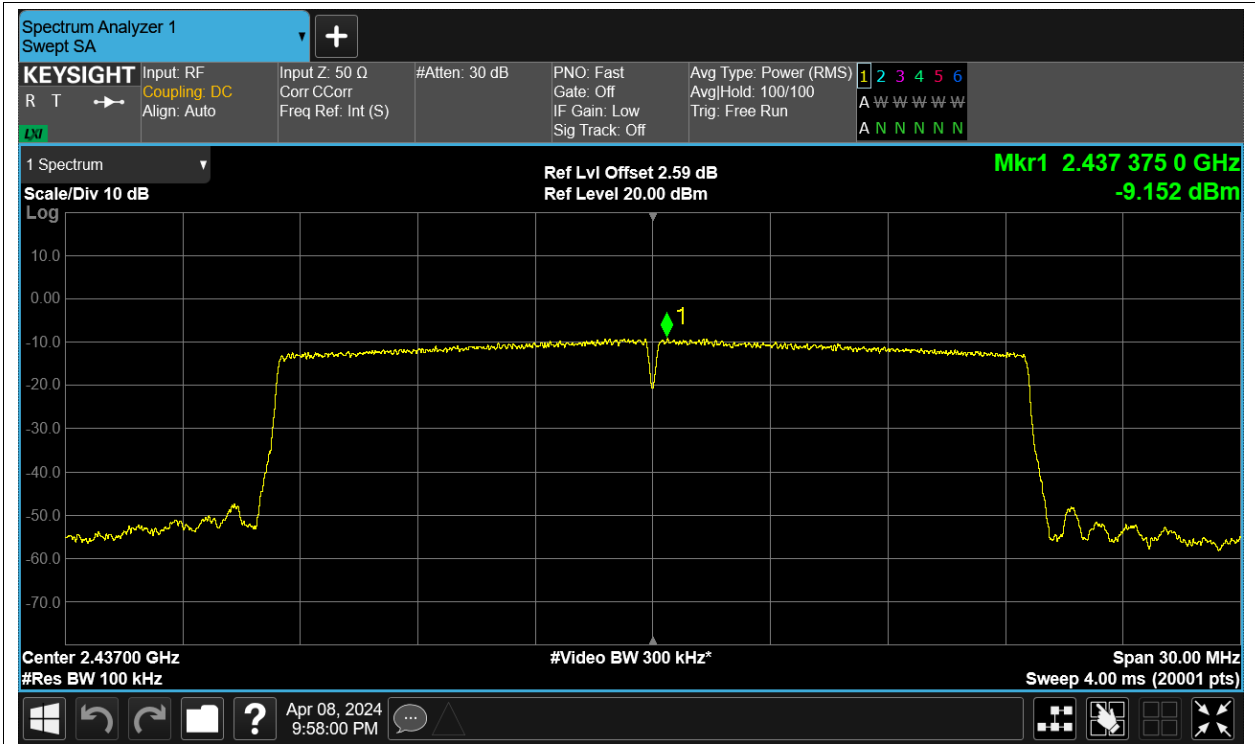 Spectrum Analyzer 1
Swept SA
KEYSIGHT
R T
LXI
Input: RF
Coupling: DC
Align: Auto
Input Z: 50 Ω
Corr CCorr
Freq Ref: Int (S)
#Atten: 30 dB
PNO: Fast
Gate: Off
IF Gain: Low
Sig Track: Off
Avg Type: Power (RMS)
Avg|Hold: 100/100
Trig: Free Run
1 2 3 4 5 6
A W W W W W
A N N N N N
1 Spectrum
Scale/Div 10 dB
Log
Ref Lvl Offset 2.59 dB
Ref Level 20.00 dBm
Mkr1 2.437 375 0 GHz
-9.152 dBm
10.0
0.00
-10.0
-20.0
-30.0
-40.0
-50.0
-60.0
-70.0
1
Center 2.43700 GHz
#Res BW 100 kHz
#Video BW 300 kHz*
Span 30.00 MHz
Sweep 4.00 ms (20001 pts)
?
Apr 08, 2024
9:58:00 PM